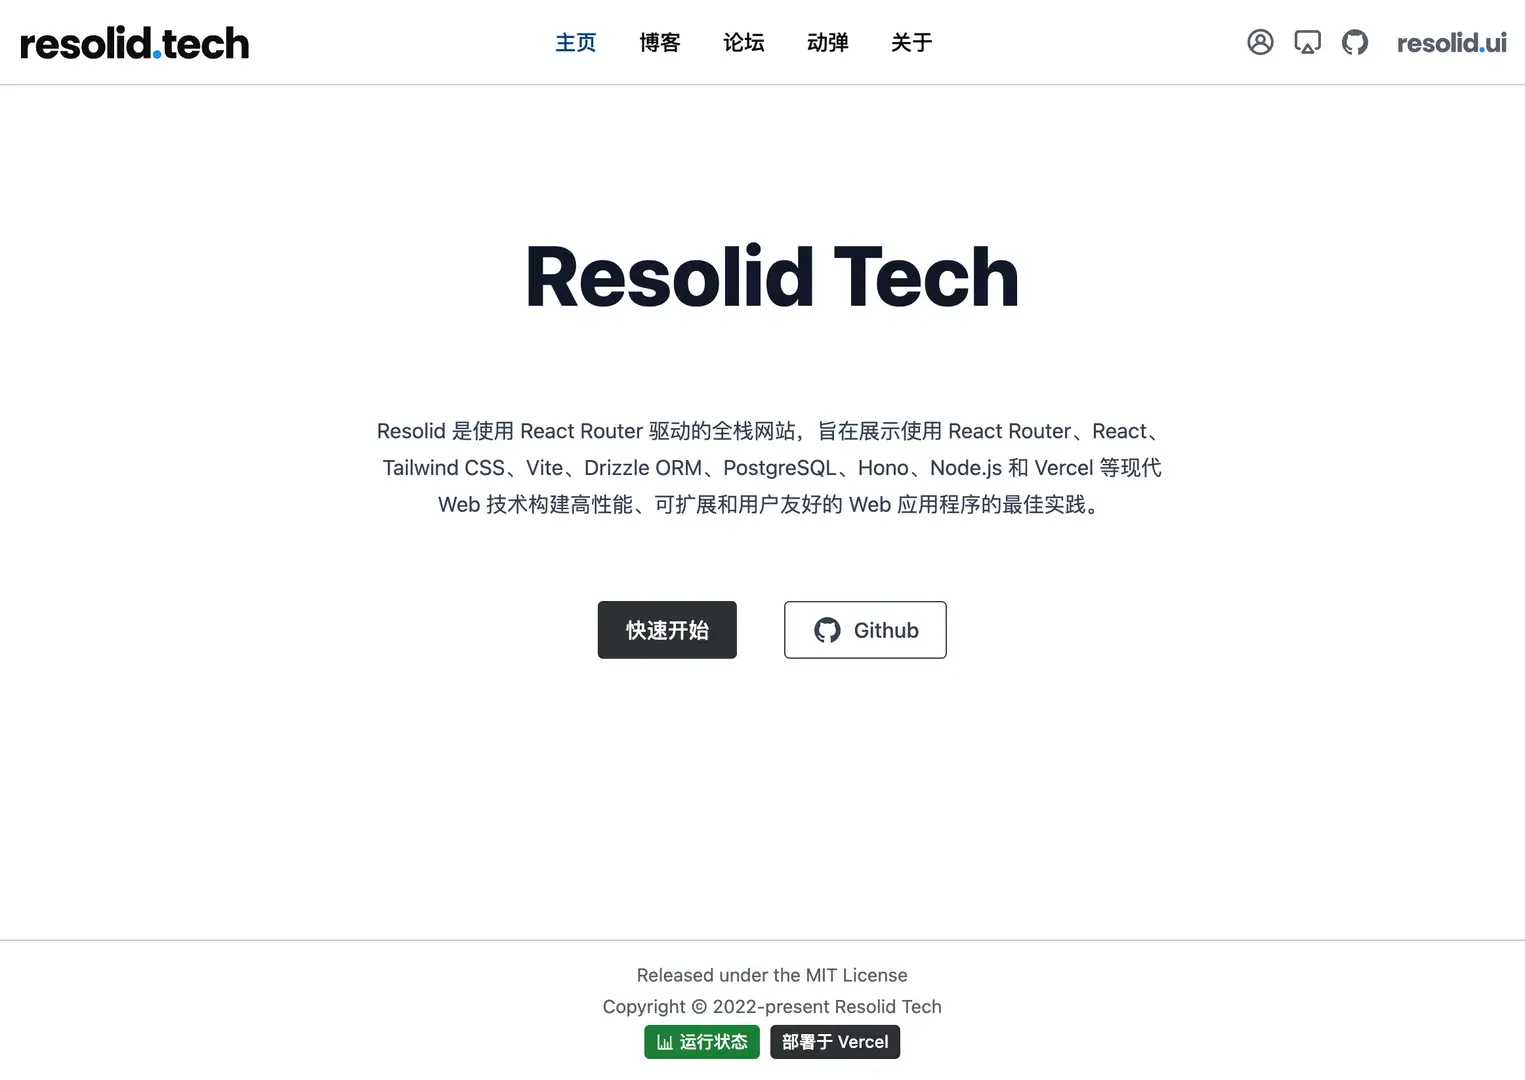 resolid.tech
主页 博客 论坛 动弹 关于
resolid.ui
Resolid Tech
Resolid 是使用 React Router 驱动的全栈网站，旨在展示使用 React Router、React、
Tailwind CSS、Vite、Drizzle ORM、PostgreSQL、Hono、Node.js 和 Vercel 等现代
Web 技术构建高性能、可扩展和用户友好的 Web 应用程序的最佳实践。
快速开始 Github
Released under the MIT License
Copyright © 2022-present Resolid Tech
运行状态 部署于 Vercel